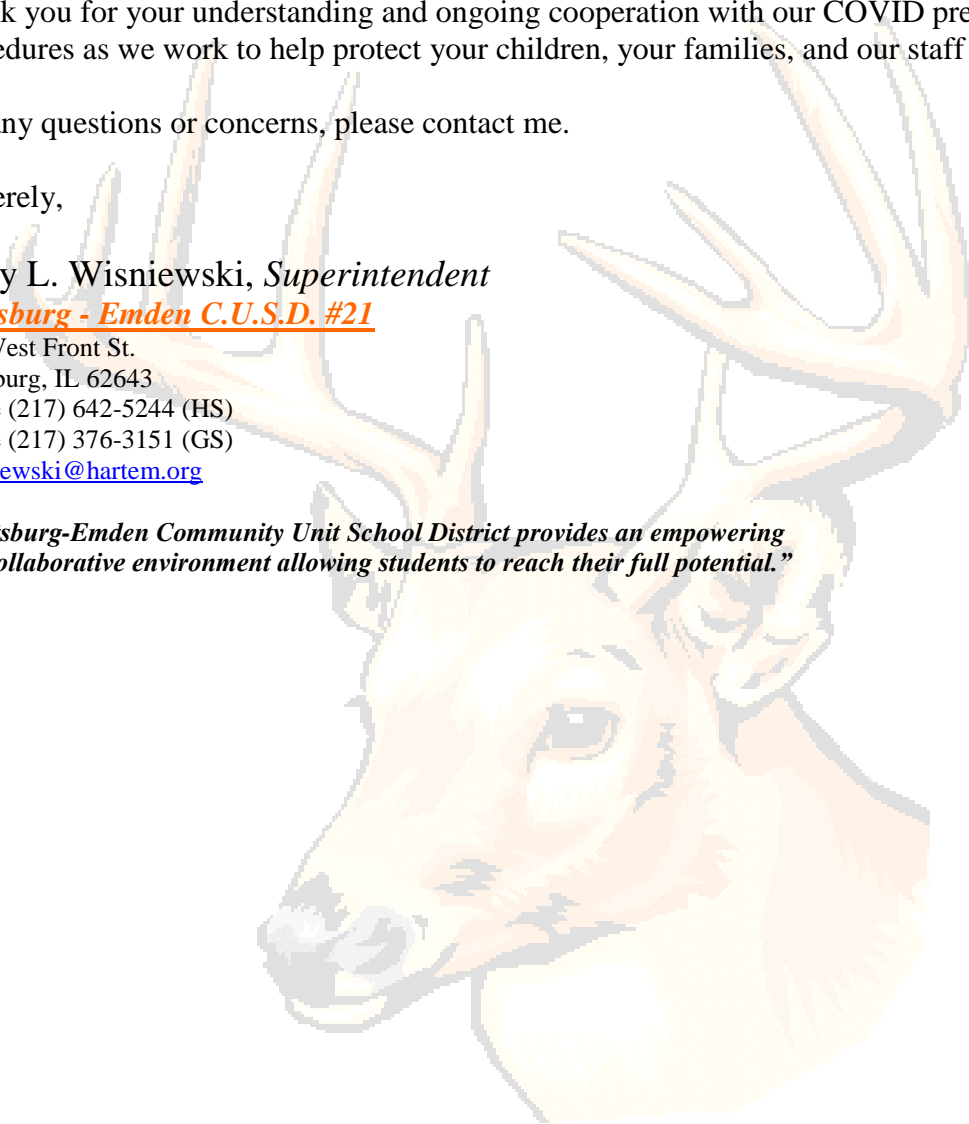 k you for your understanding and ongoing cooperation with our COVID pre
edures as we work to help protect your children, your families, and our staff
ny questions or concerns, please contact me.
erely,
y L. Wisniewski, Superintendent
sburg - Emden C.U.S.D. #21
West Front St.
burg, IL 62643
(217) 642-5244 (HS)
(217) 376-3151 (GS)
ewski@hartem.org
sburg-Emden Community Unit School District provides an empowering
ollaborative environment allowing students to reach their full potential.”